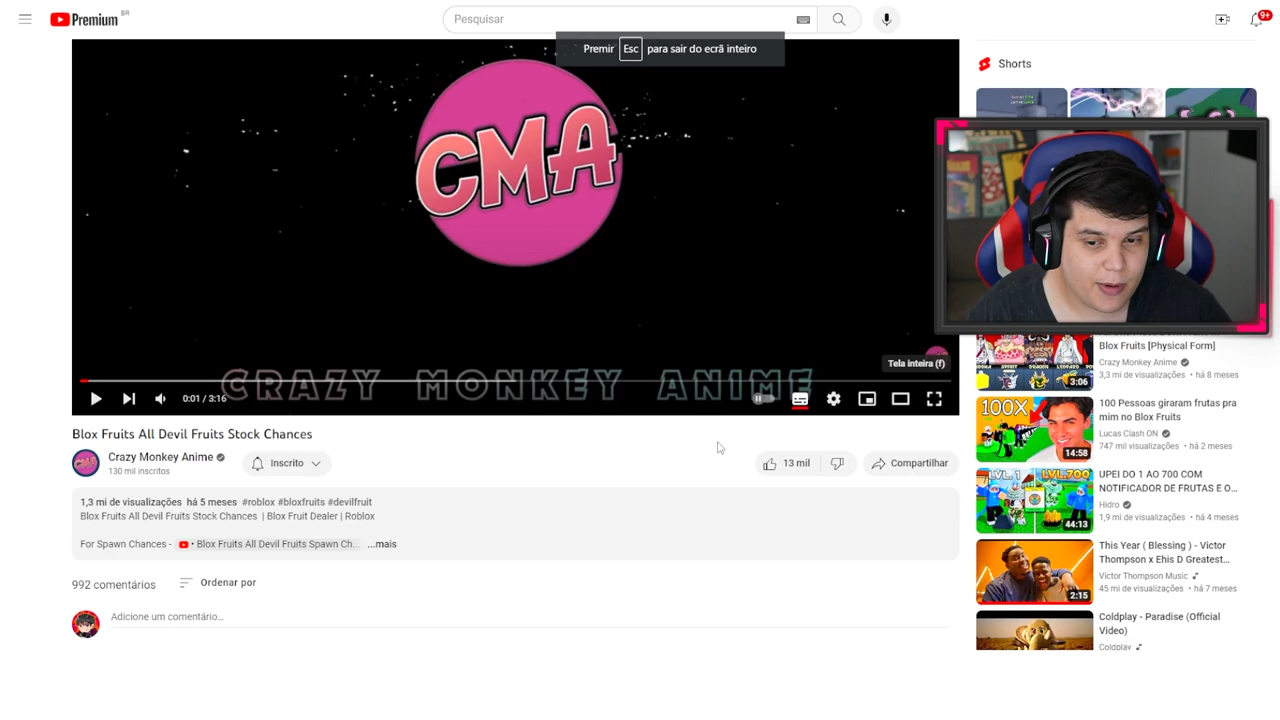 Premium BR
Pesquisar
9+
Premir Esc para sair do ecrã inteiro
Shorts
CMA
CRAZY MONKEY ANIME
Tela inteira (f)
0:01 / 3:16
Blox Fruits All Devil Fruits Stock Chances
Crazy Monkey Anime
130 mil inscritos
Inscrito
13 mil
Compartilhar
1,3 mi de visualizações há 5 meses #roblox #bloxfruits #devilfruit
Blox Fruits All Devil Fruits Stock Chances | Blox Fruit Dealer | Roblox
For Spawn Chances - • Blox Fruits All Devil Fruits Spawn Ch... ...mais
992 comentários
Ordenar por
Adicione um comentário...
Blox Fruits [Physical Form]
Crazy Monkey Anime
3,3 mi de visualizações • há 8 meses
3:06
100X
14:58
100 Pessoas giraram frutas pra
mim no Blox Fruits
Lucas Clash ON
747 mil visualizações • há 2 meses
LVL. 1
LVL.700
44:13
UPEI DO 1 AO 700 COM
NOTIFICADOR DE FRUTAS E O...
Hidro
1,9 mi de visualizações • há 4 meses
2:15
This Year ( Blessing ) - Victor
Thompson x Ehis D Greatest...
Victor Thompson Music
45 mi de visualizações • há 7 meses
Coldplay - Paradise (Official
Video)
Coldplay